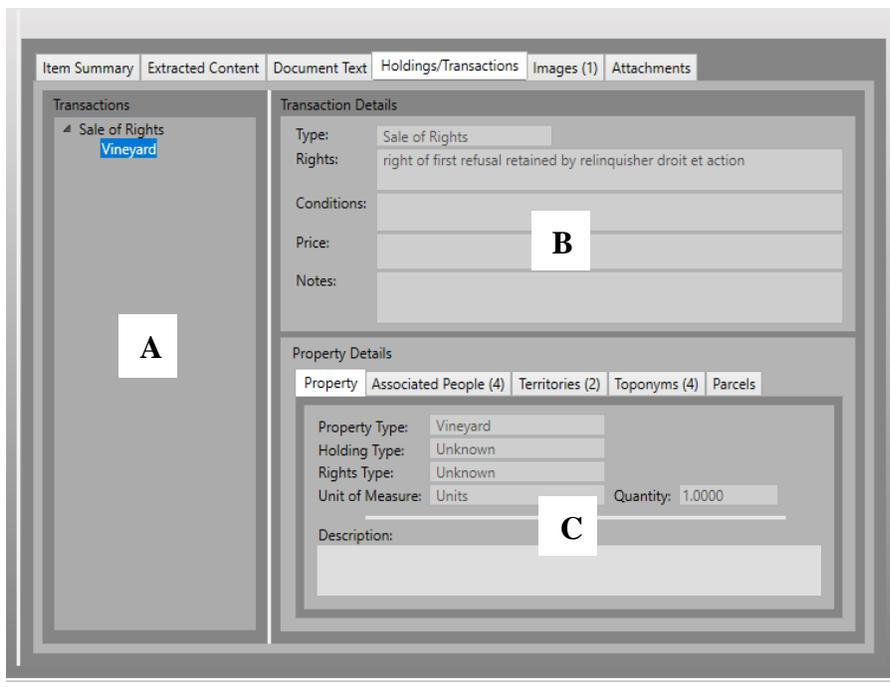 Item Summary Extracted Content Document Text Holdings/Transactions Images (1) Attachments
Transactions
Sale of Rights
Vineyard
A
Transaction Details
Type: Sale of Rights
Rights: right of first refusal retained by relinquisher droit et action
Conditions:
B
Price:
Notes:
Property Details
Property Associated People (4) Territories (2) Toponyms (4) Parcels
Property Type: Vineyard
Holding Type: Unknown
Rights Type: Unknown
Unit of Measure: Units Quantity: 1.0000
C
Description: